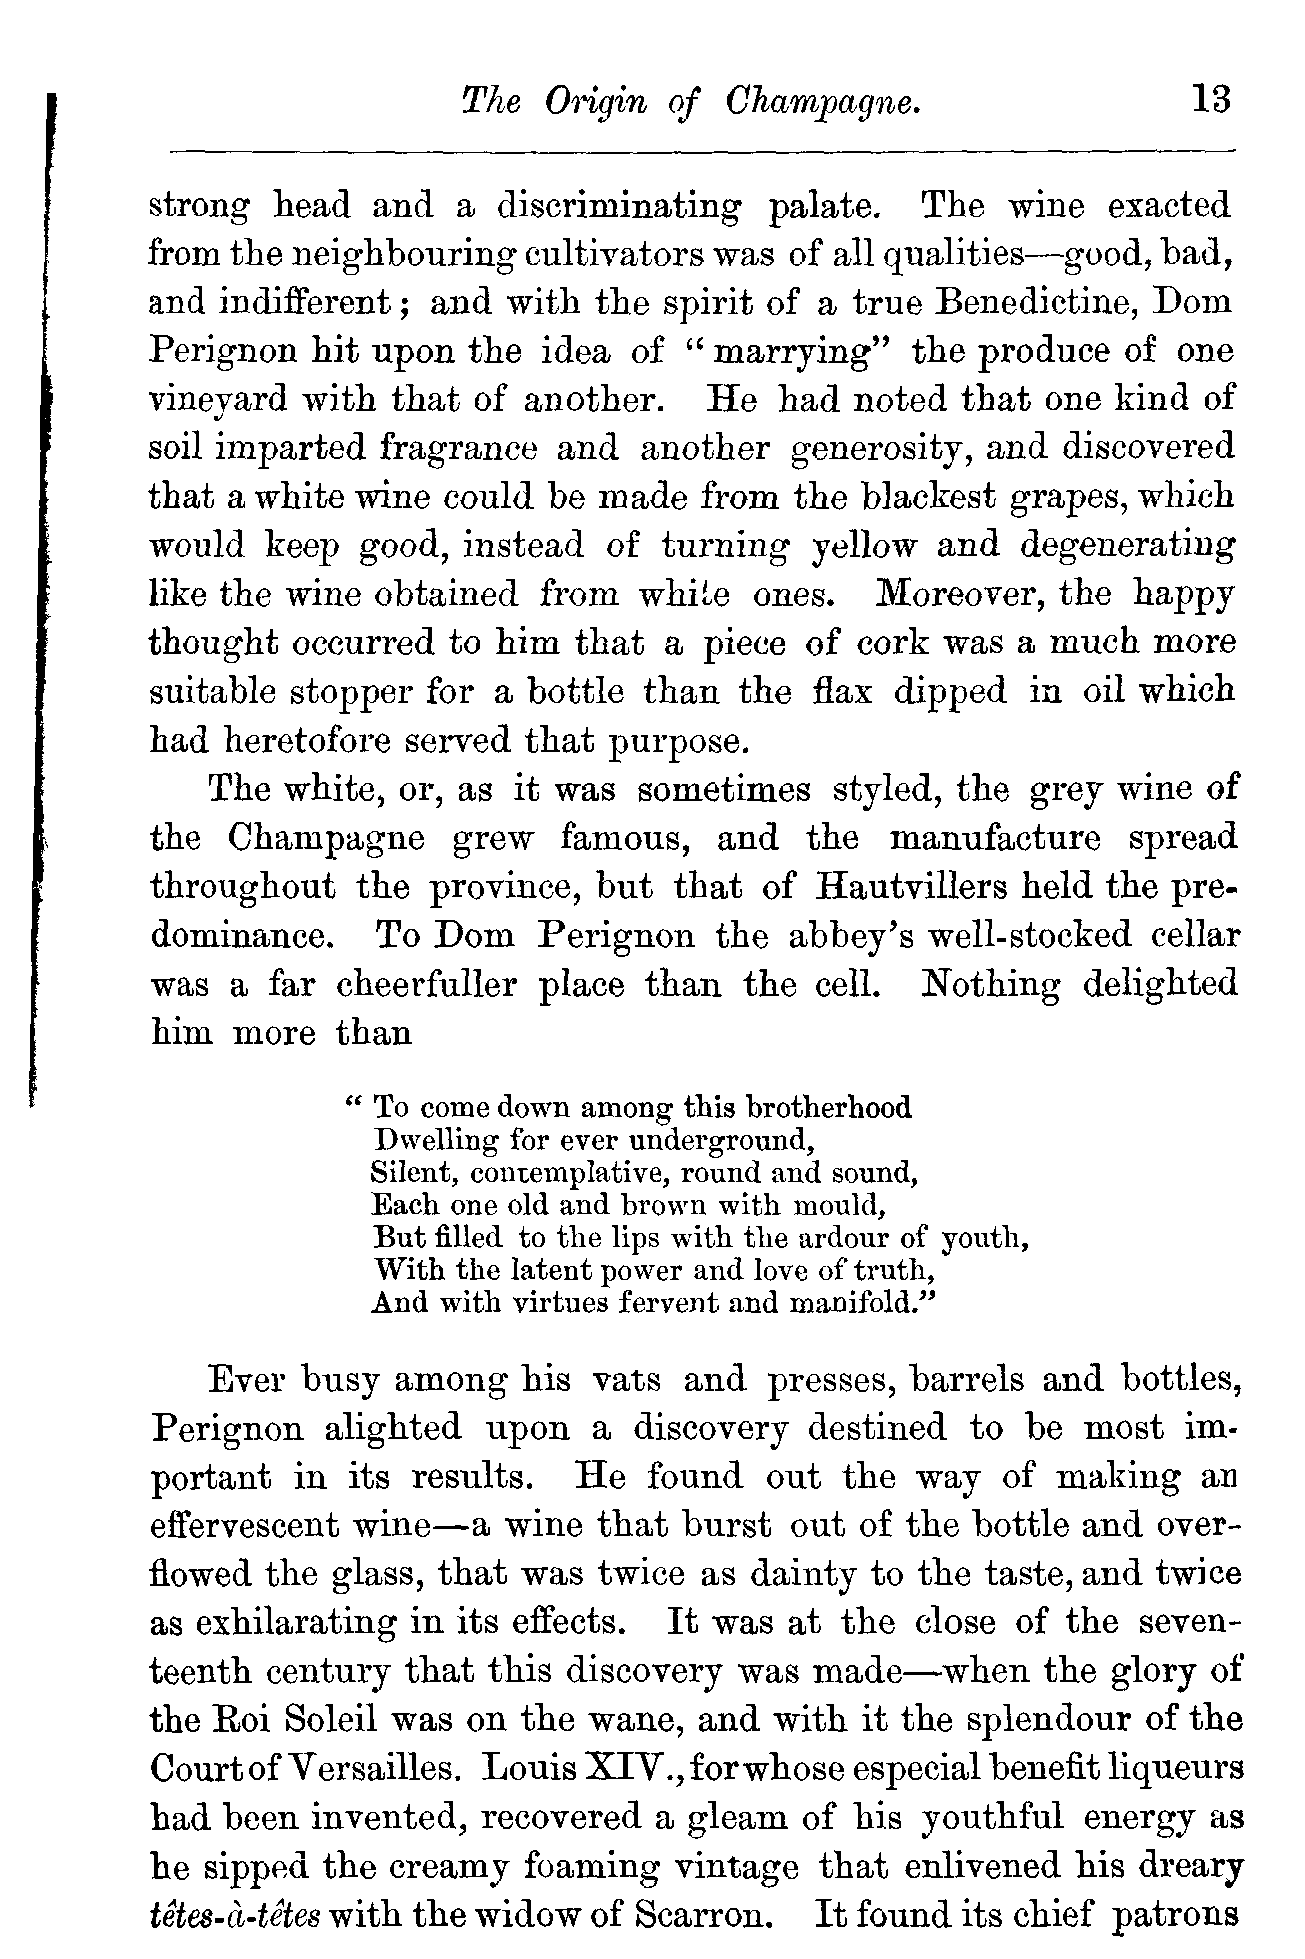 The Origin of Champagne. 13
strong head and a discriminating palate. The wine exacted
from the neighbouring cultivators was of all qualities—good, bad,
and indifferent; and with the spirit of a true Benedictine, Dom
Perignon hit upon the idea of “marrying” the produce of one
vineyard with that of another. He had noted that one kind of
soil imparted fragrance and another generosity, and discovered
that a white wine could be made from the blackest grapes, which
would keep good, instead of turning yellow and degenerating
like the wine obtained from white ones. Moreover, the happy
thought occurred to him that a piece of cork was a much more
suitable stopper for a bottle than the flax dipped in oil which
had heretofore served that purpose.
The white, or, as it was sometimes styled, the grey wine of
the Champagne grew famous, and the manufacture spread
throughout the province, but that of Hautvillers held the pre-
dominance. To Dom Perignon the abbey’s well-stocked cellar
was a far cheerfuller place than the cell. Nothing delighted
him more than
“To come down among this brotherhood
Dwelling for ever underground,
Silent, contemplative, round and sound,
Each one old and brown with mould,
But filled to the lips with the ardour of youth,
With the latent power and love of truth,
And with virtues fervent and manifold.”
Ever busy among his vats and presses, barrels and bottles,
Perignon alighted upon a discovery destined to be most im-
portant in its results. He found out the way of making an
effervescent wine—a wine that burst out of the bottle and over-
flowed the glass, that was twice as dainty to the taste, and twice
as exhilarating in its effects. It was at the close of the seven-
teenth century that this discovery was made—when the glory of
the Roi Soleil was on the wane, and with it the splendour of the
Court of Versailles. Louis XIV., for whose especial benefit liqueurs
had been invented, recovered a gleam of his youthful energy as
he sipped the creamy foaming vintage that enlivened his dreary
têtes-à-têtes with the widow of Scarron. It found its chief patrons